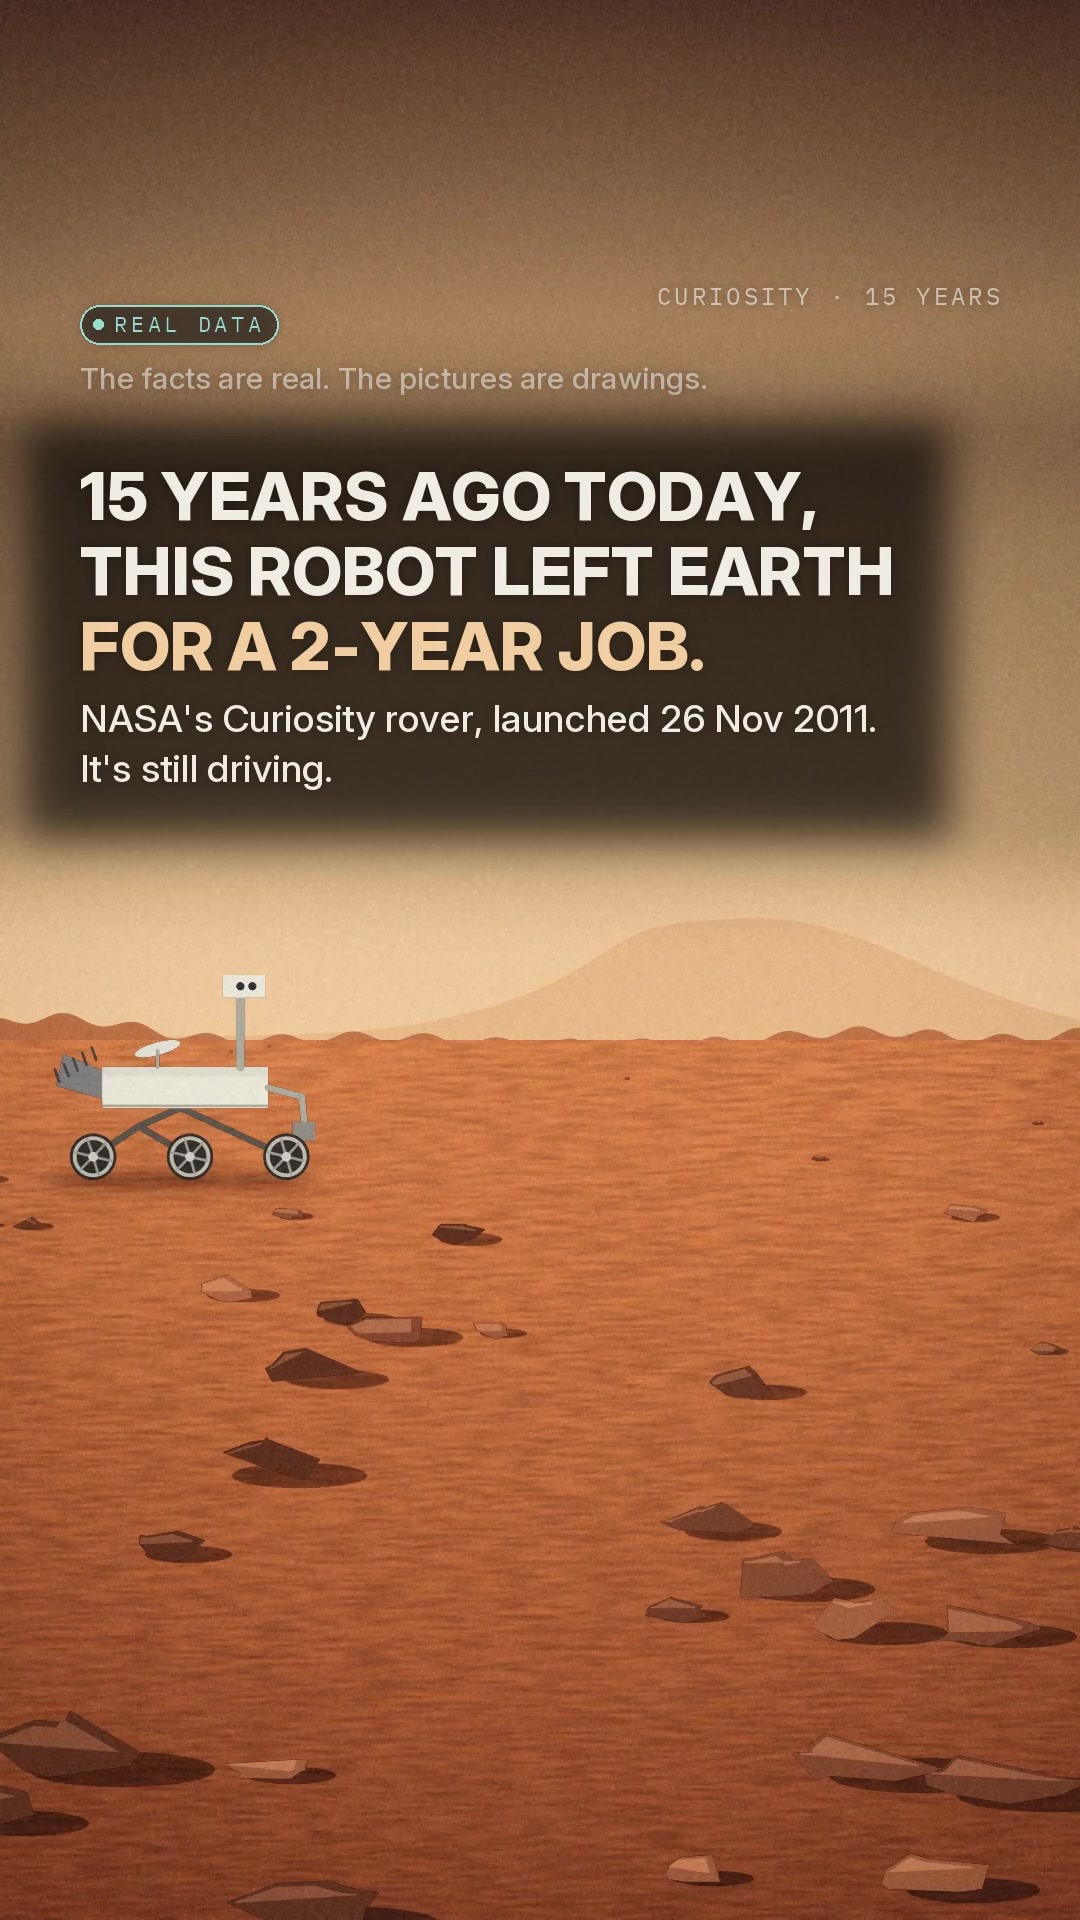 CURIOSITY · 15 YEARS
REAL DATA
The facts are real. The pictures are drawings.
15 YEARS AGO TODAY,
THIS ROBOT LEFT EARTH
FOR A 2-YEAR JOB.
NASA's Curiosity rover, launched 26 Nov 2011.
It's still driving.